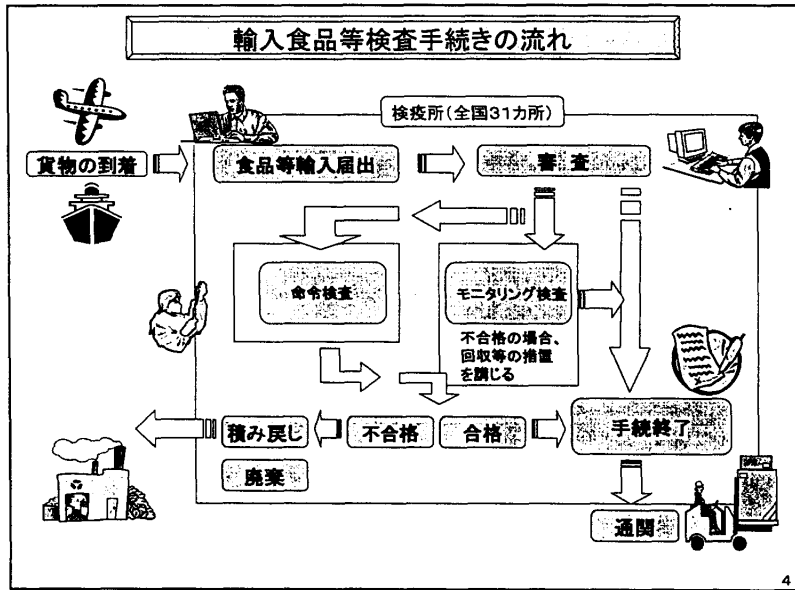 輸入食品等検査手続きの流れ
検疫所(全国31カ所)
貨物の到着
食品等輸入届出
審査
命令検査
モニタリング検査
不合格の場合、
回収等の措置
を講じる
積み戻し
不合格
合格
手続終了
廃棄
通関
4